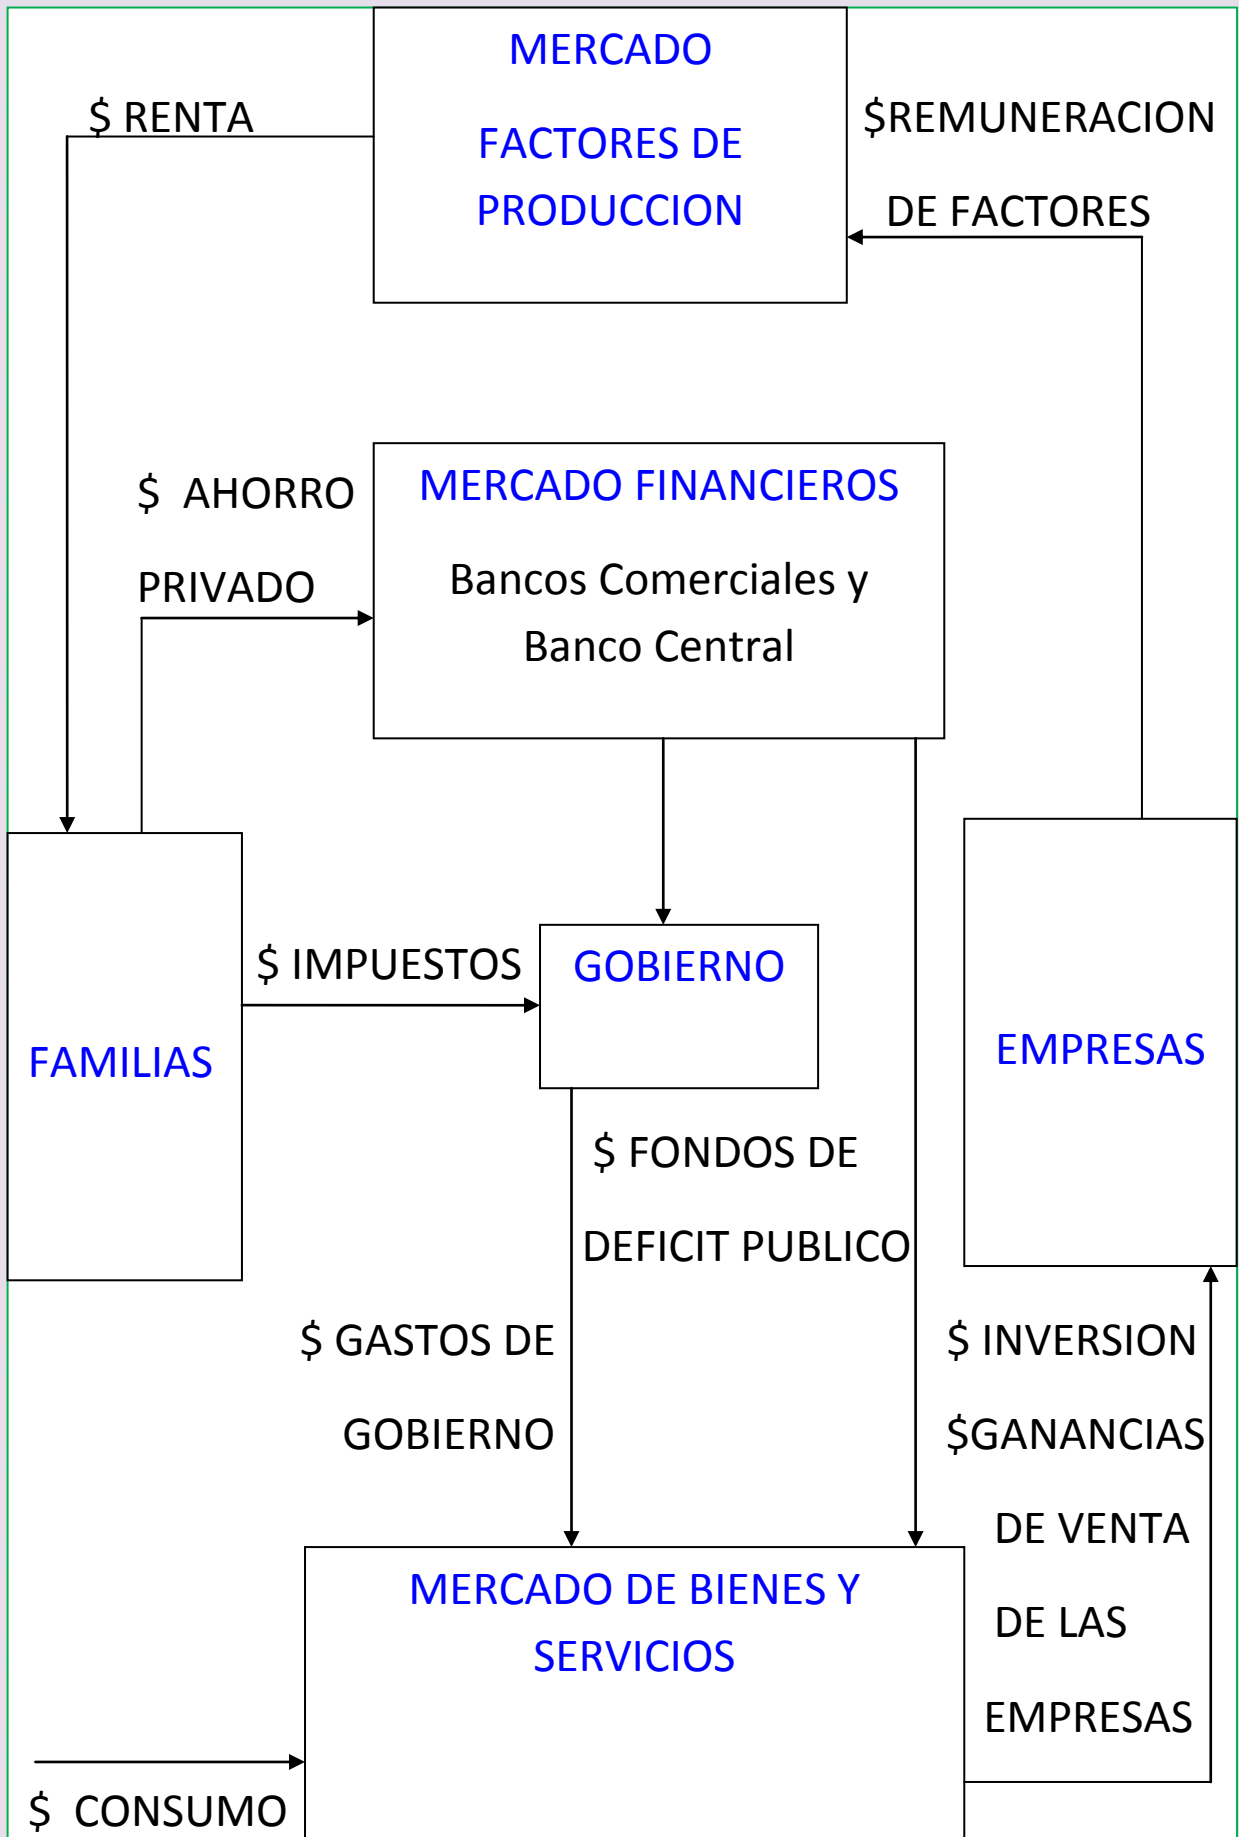 MERCADO
$ RENTA
$REMUNERACION
FACTORES DE
PRODUCCION
DE FACTORES
$  AHORRO
PRIVADO
MERCADO FINANCIEROS
Bancos Comerciales y
Banco Central
$ IMPUESTOS
GOBIERNO
FAMILIAS
EMPRESAS
$ FONDOS DE
DEFICIT PUBLICO
$ GASTOS DE
GOBIERNO
$ INVERSION
$GANANCIAS
DE VENTA
DE LAS
EMPRESAS
MERCADO DE BIENES Y
SERVICIOS
$  CONSUMO